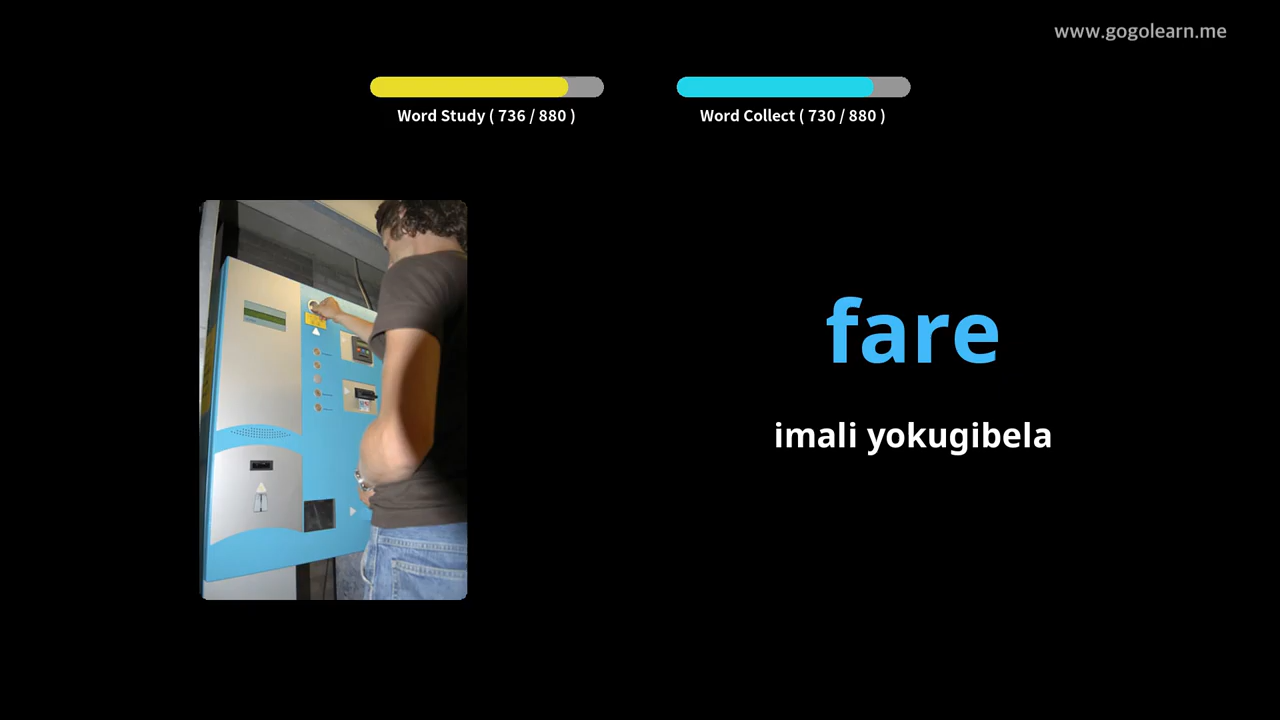 www.gogolearn.me
Word Study ( 736 / 880 )
Word Collect ( 730 / 880 )
fare
imali yokugibela